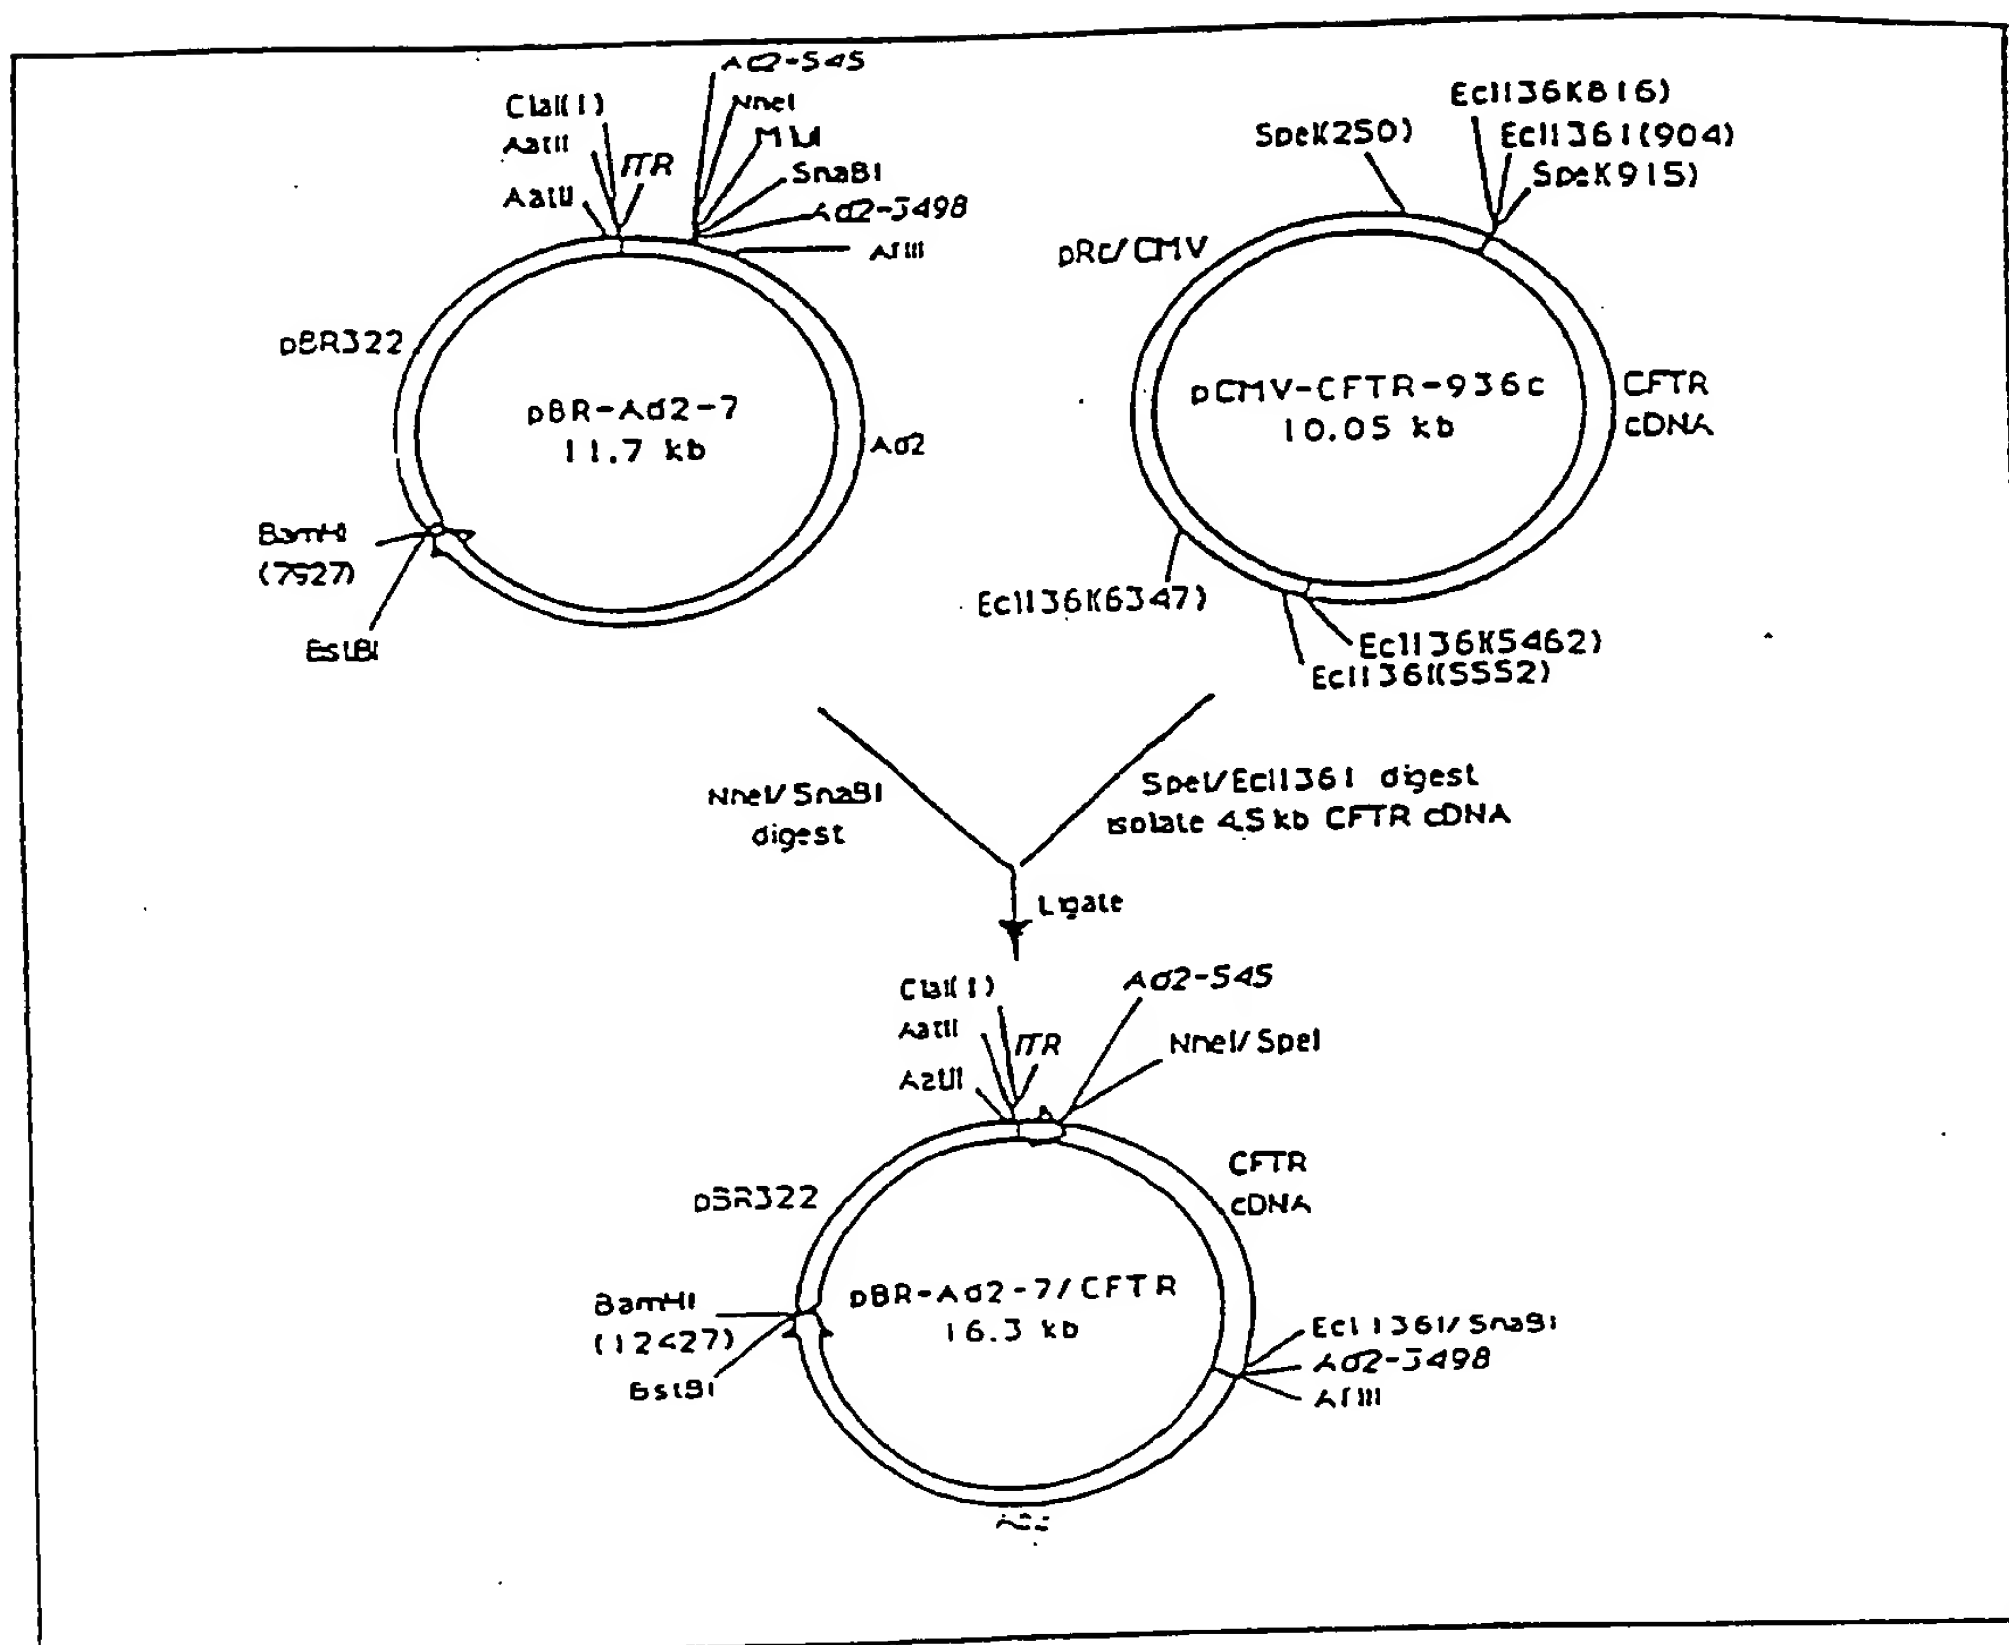 Ad2-545
ClaI(1)
NheI
AatII
MluI
ITR
SnaBI
AatII
Ad2-3498
AflII
pBR322
pBR-Ad2-7
11.7 kb
Ad2
BamHI
(7927)
BstBI
Ecl136I(816)
SpeI(250)
Ecl136I(904)
SpeI(915)
pRc/CMV
pCMV-CFTR-936c
10.05 kb
CFTR
cDNA
Ecl136I(6347)
Ecl136I(5462)
Ecl136I(5552)
NheI/SnaBI
digest
SpeI/Ecl136I digest
isolate 4.5 kb CFTR cDNA
Ligate
ClaI(1)
Ad2-545
AatII
ITR
NheI/SpeI
AatII
CFTR
cDNA
pBR322
pBR-Ad2-7/CFTR
16.3 kb
BamHI
(12427)
BstBI
Ecl136I/SnaBI
Ad2-3498
AflII